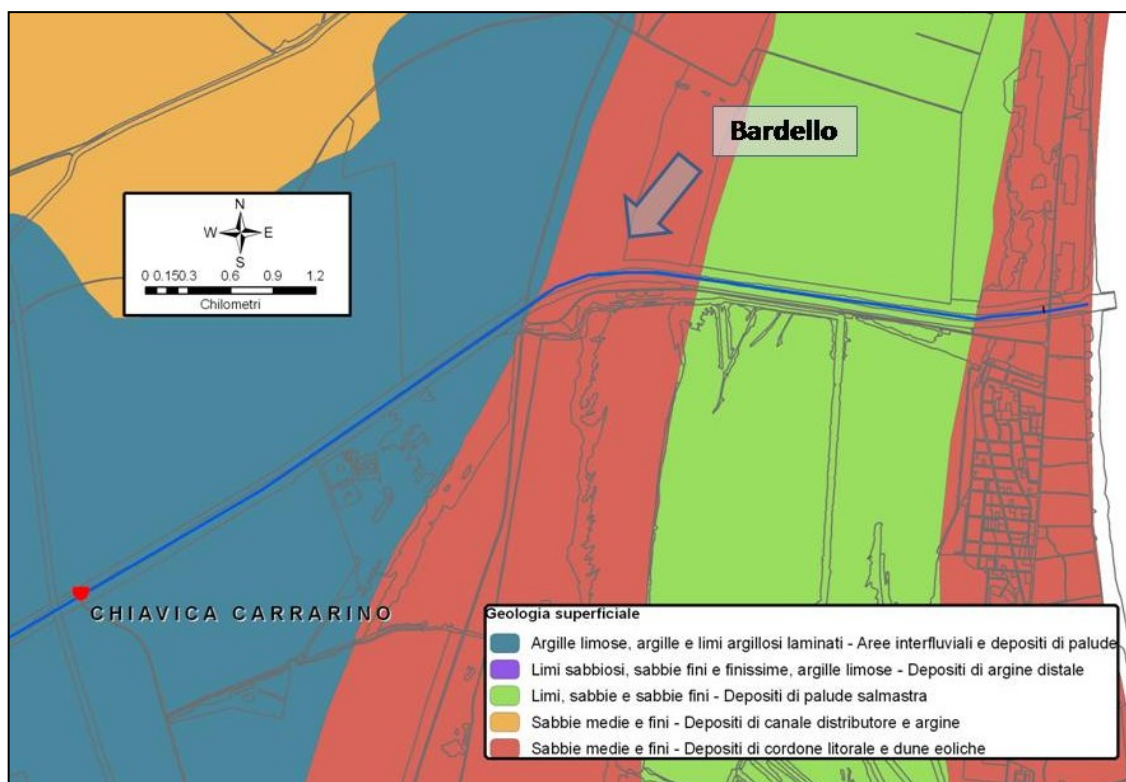 Bardello
N
W E
S
0 0.150.3 0.6 0.9 1.2
Chilometri
CHIAVICA CARRARINO
Geologia superficiale
Argille limose, argille e limi argillosi laminati - Aree interfluviali e depositi di palude
Limi sabbiosi, sabbie fini e finissime, argille limose - Depositi di argine distale
Limi, sabbie e sabbie fini - Depositi di palude salmastra
Sabbie medie e fini - Depositi di canale distributore e argine
Sabbie medie e fini - Depositi di cordone litorale e dune eoliche